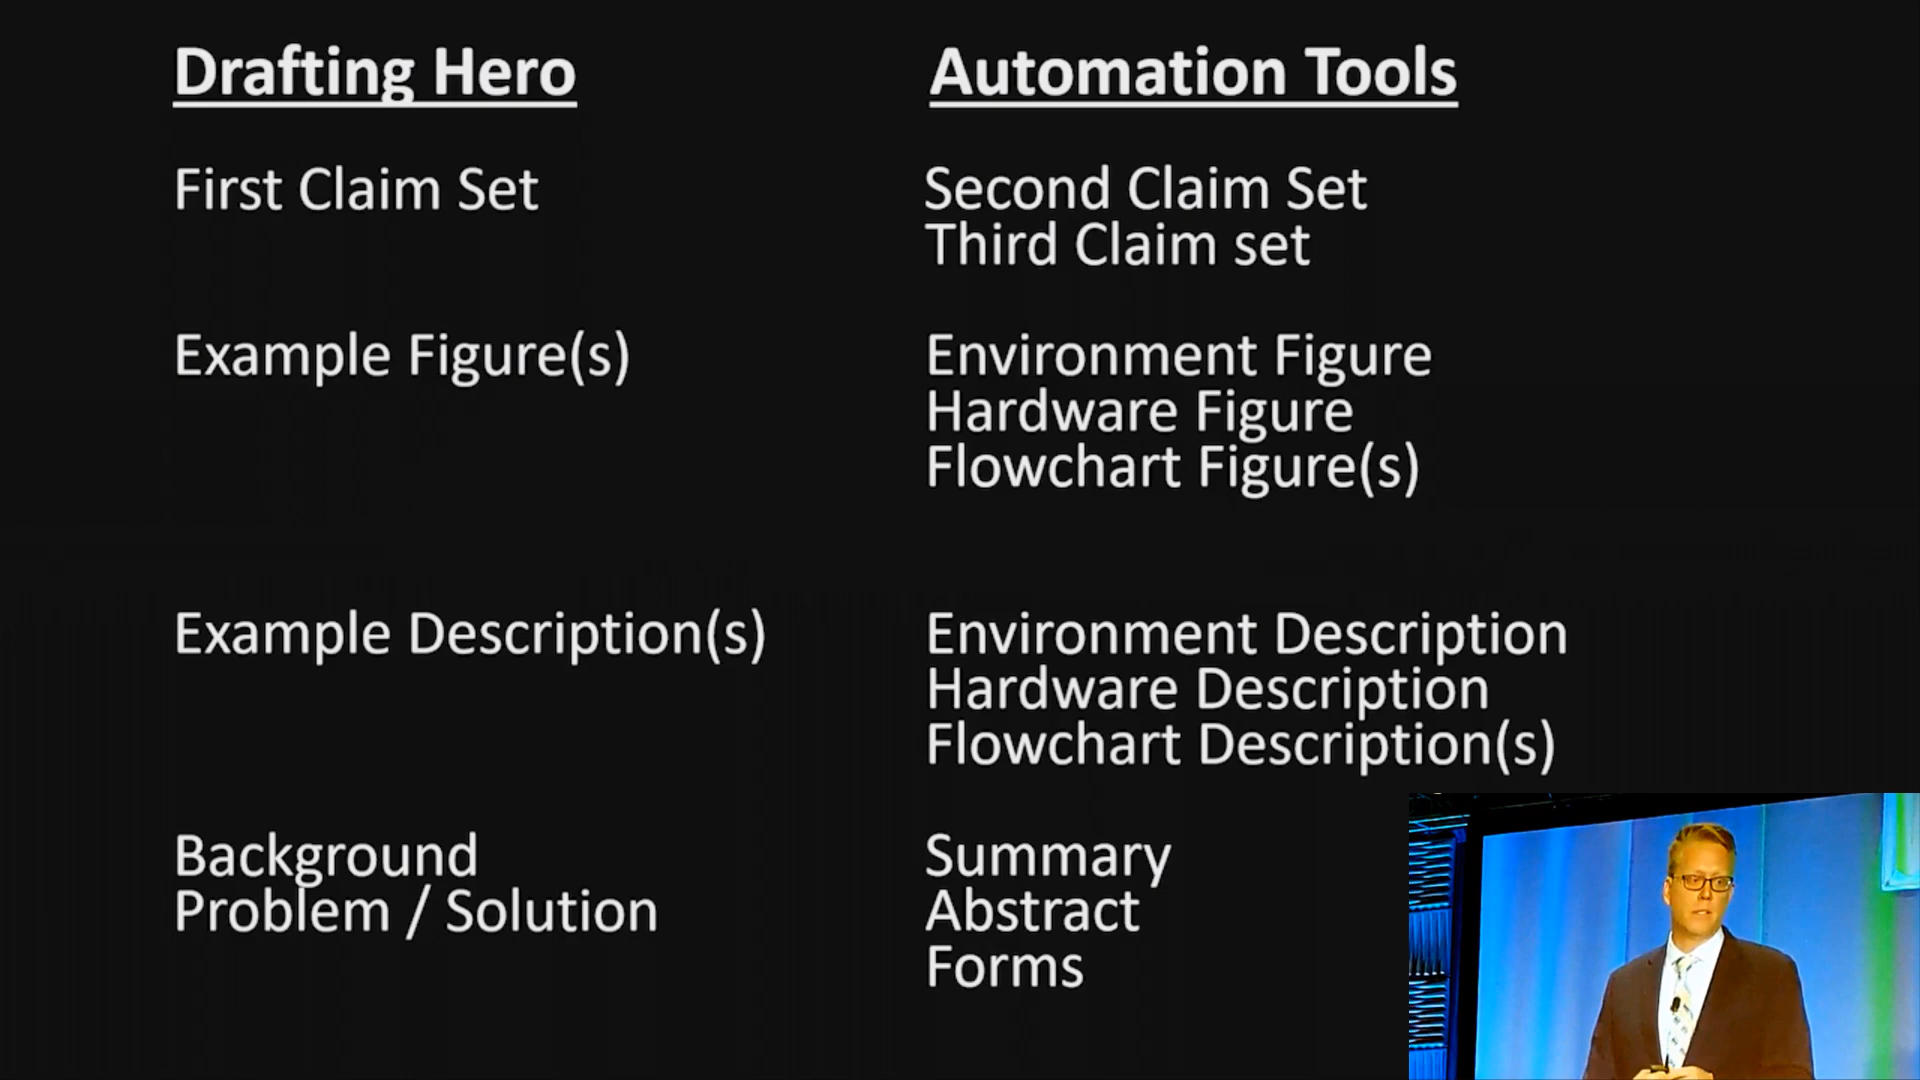 Drafting Hero
Automation Tools
First Claim Set
Second Claim Set
Third Claim set
Example Figure(s)
Environment Figure
Hardware Figure
Flowchart Figure(s)
Example Description(s)
Environment Description
Hardware Description
Flowchart Description(s)
Background
Problem / Solution
Summary
Abstract
Forms